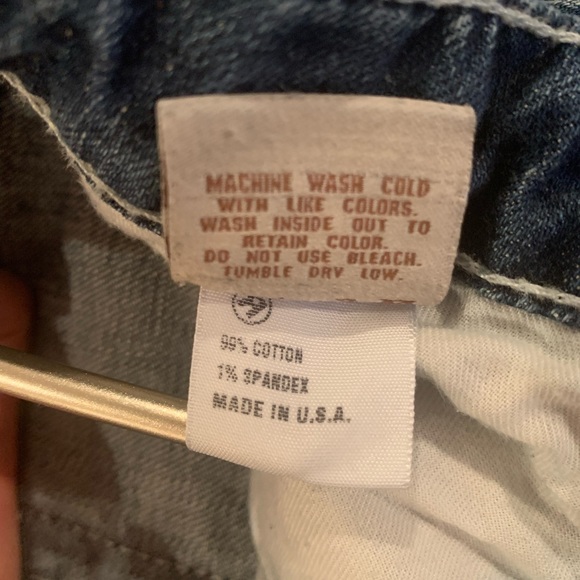 MACHINE WASH COLD
WITH LIKE COLORS.
WASH INSIDE OUT TO
RETAIN COLOR.
DO NOT USE BLEACH.
TUMBLE DRY LOW.
99% COTTON
1% SPANDEX
MADE IN U.S.A.